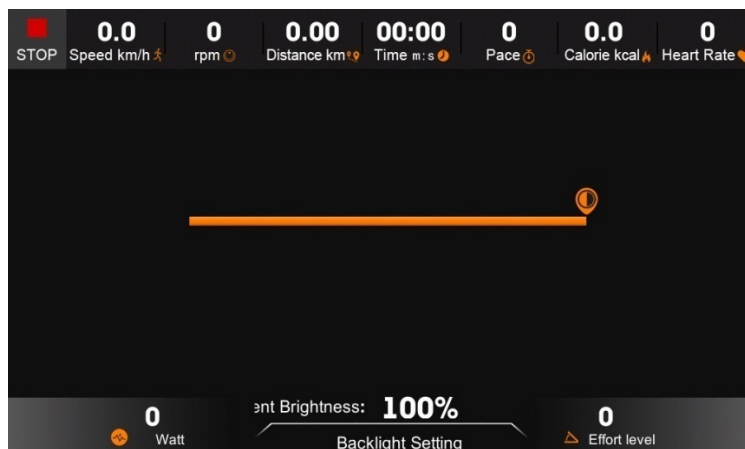 0.0 0 0.00 00:00 0 0.0 0
STOP Speed km/h rpm Distance km Time m:s Pace Calorie kcal Heart Rate
ent Brightness: 100%
0 0
Watt Backlight Setting Effort level